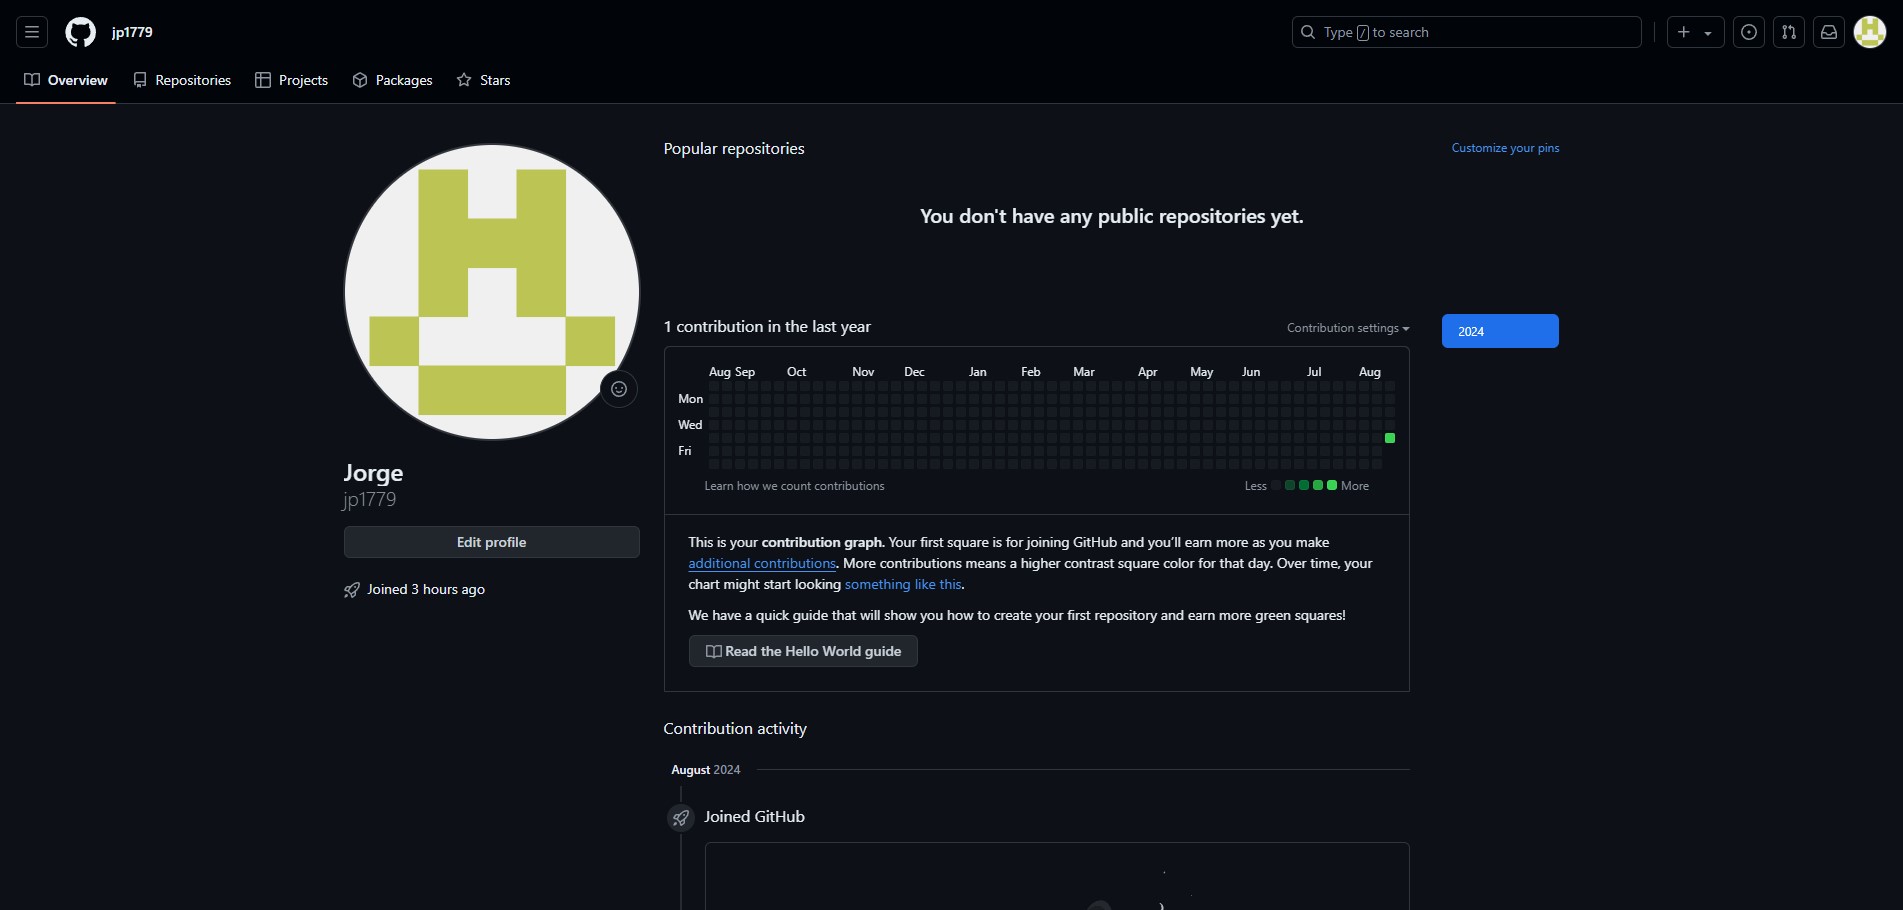 jp1779
Type / to search
Overview
Repositories
Projects
Packages
Stars
Jorge
jp1779
Edit profile
Joined 3 hours ago
Popular repositories
Customize your pins
You don't have any public repositories yet.
1 contribution in the last year
Contribution settings
2024
Aug Sep Oct Nov Dec Jan Feb Mar Apr May Jun Jul Aug
Mon
Wed
Fri
Learn how we count contributions
Less More
This is your contribution graph. Your first square is for joining GitHub and you’ll earn more as you make
additional contributions. More contributions means a higher contrast square color for that day. Over time, your
chart might start looking something like this.
We have a quick guide that will show you how to create your first repository and earn more green squares!
Read the Hello World guide
Contribution activity
August 2024
Joined GitHub